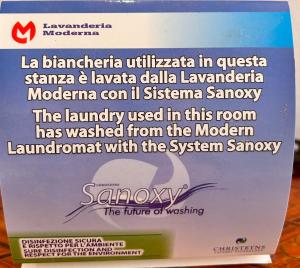 Lavanderia
Moderna
La biancheria utilizzata in questa
stanza è lavata dalla Lavanderia
Moderna con il Sistema Sanoxy
The laundry used in this room
has washed from the Modern
Laundromat with the System Sanoxy
Sanoxy
The future of washing
DISINFEZIONE SICURA
E RISPETTO PER L'AMBIENTE
SURE DISINFECTION AND
RESPECT FOR THE ENVIRONMENT
CHRISTEYNS